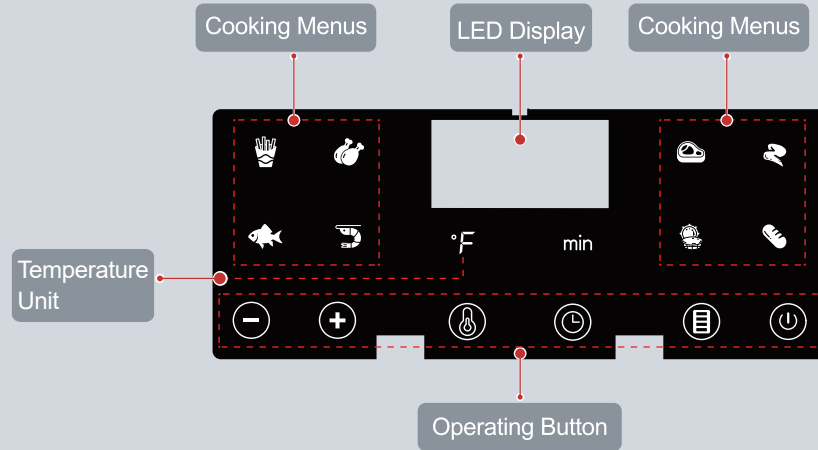 Cooking Menus
LED Display
Cooking Menus
°F
min
Temperature
Unit
Operating Button